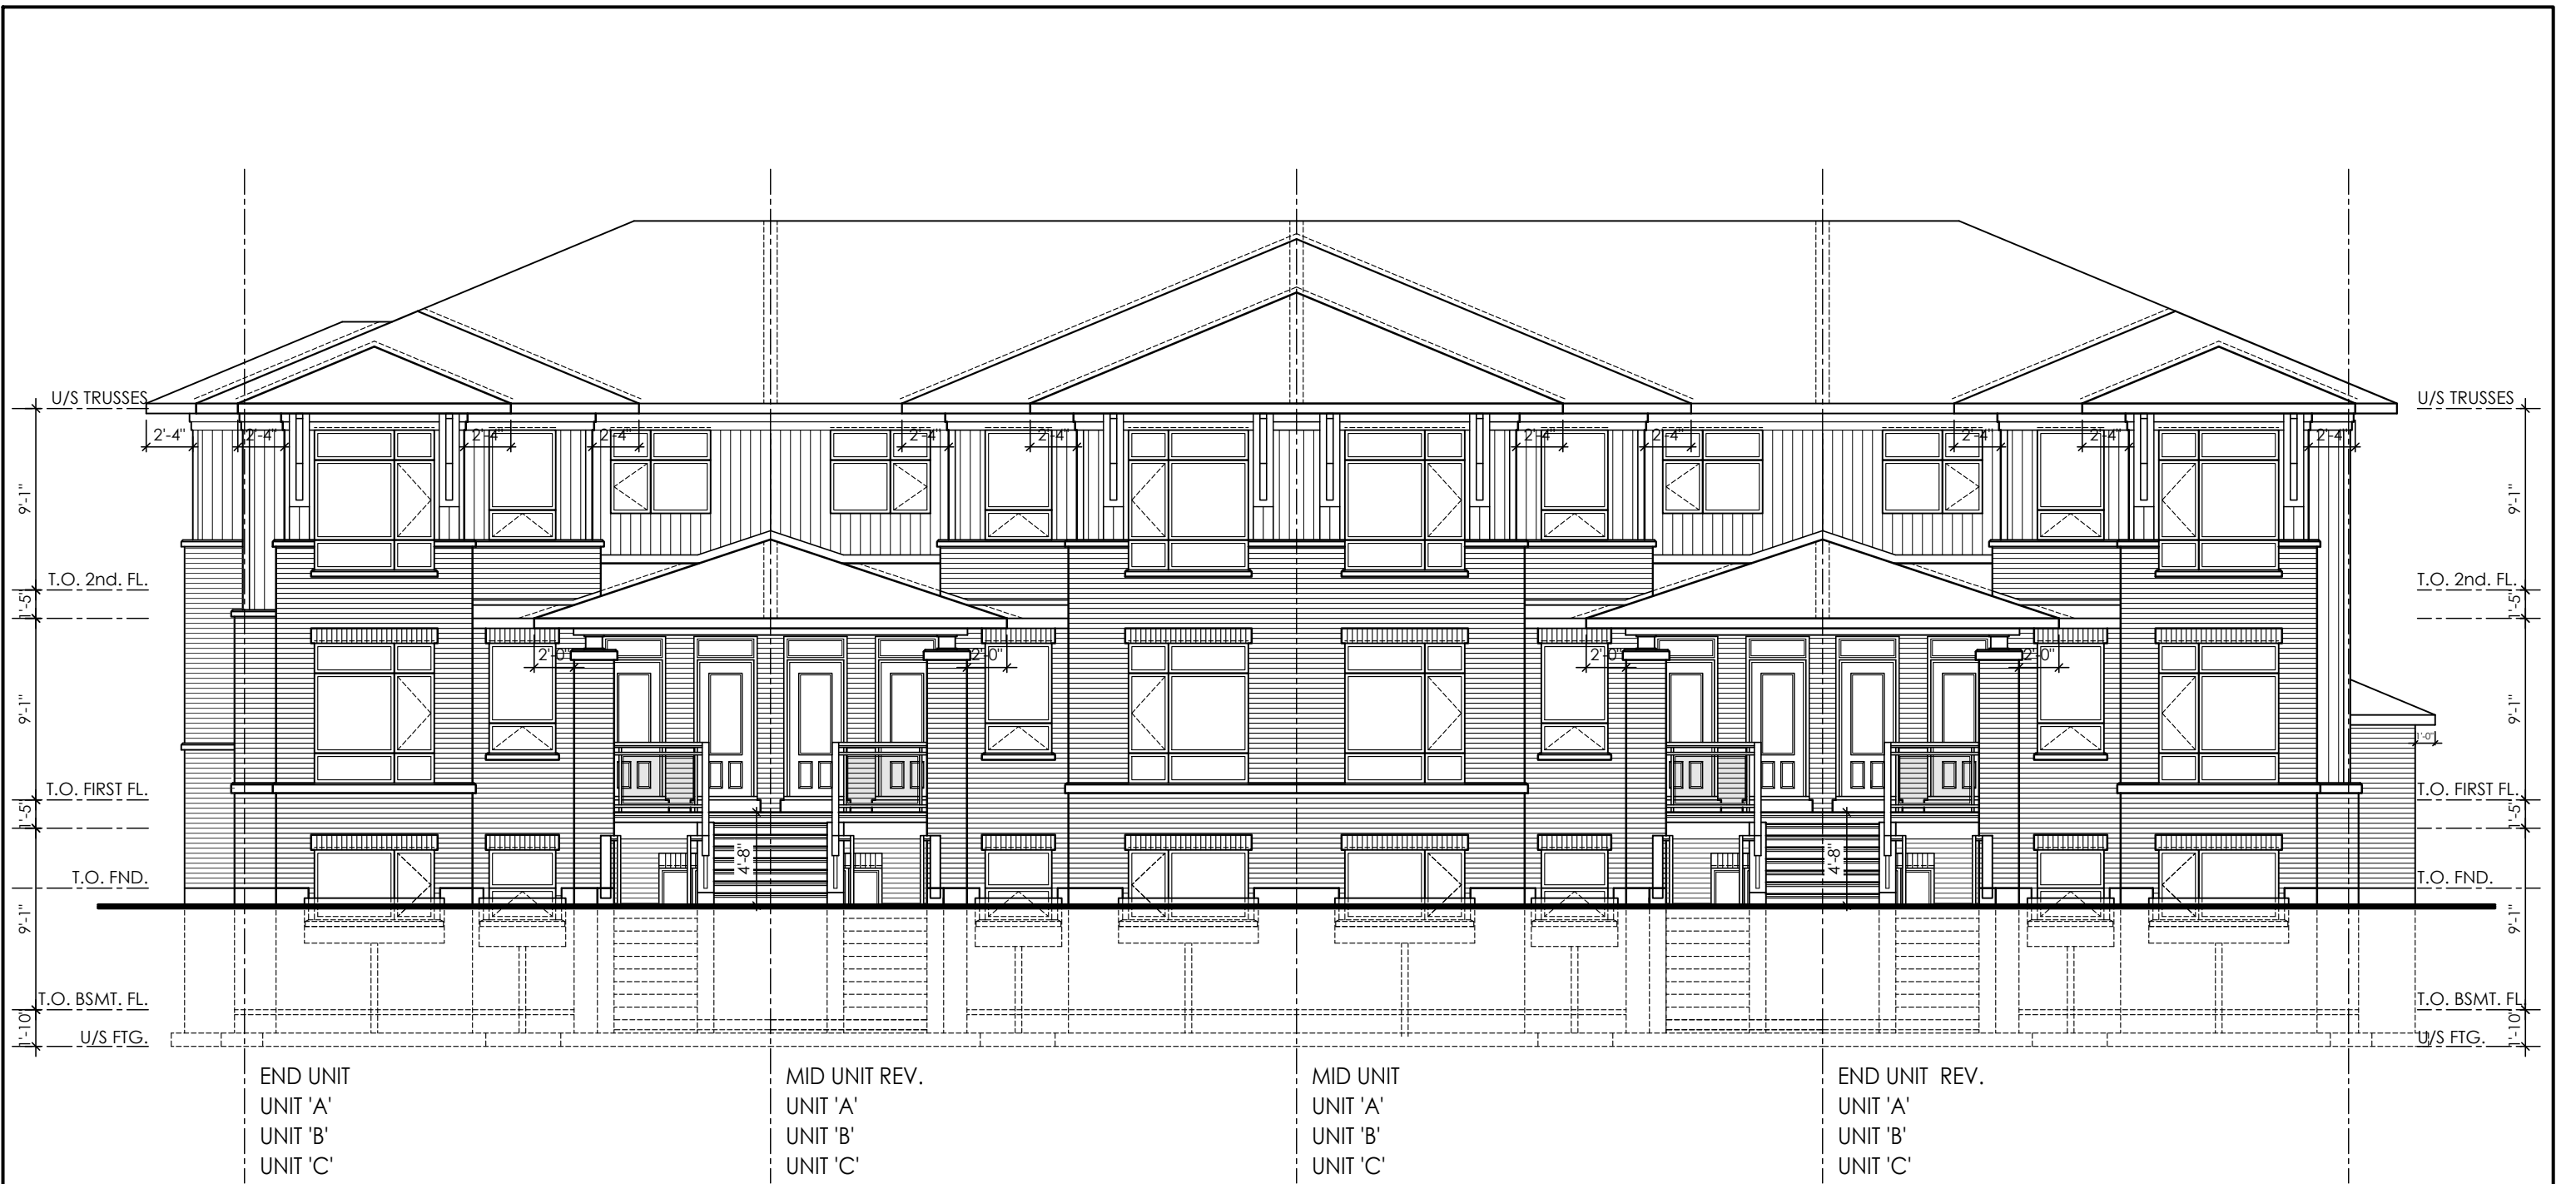 U/S TRUSSES
U/S TRUSSES
2'-4"
2'-4"
2'-4"
2'-4"
2'-4"
2'-4"
2'-4"
2'-4"
2'-4"
2'-4"
2'-4"
9'-1"
9'-1"
T.O. 2nd. FL.
T.O. 2nd. FL.
1'-5"
1'-5"
2'-0"
2'-0"
2'-0"
2'-0"
9'-1"
9'-1"
1'-0"
T.O. FIRST FL.
T.O. FIRST FL.
1'-5"
1'-5"
4'-8"
4'-8"
T.O. FND.
T.O. FND.
9'-1"
9'-1"
T.O. BSMT. FL.
T.O. BSMT. FL.
1'-10"
1'-10"
U/S FTG.
U/S FTG.
END UNIT
UNIT 'A'
UNIT 'B'
UNIT 'C'
MID UNIT REV.
UNIT 'A'
UNIT 'B'
UNIT 'C'
MID UNIT
UNIT 'A'
UNIT 'B'
UNIT 'C'
END UNIT REV.
UNIT 'A'
UNIT 'B'
UNIT 'C'